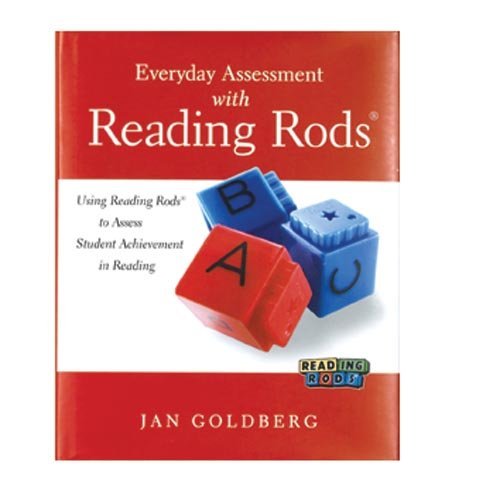 Everyday Assessment
with
Reading Rods®
Using Reading Rods®
to Assess
Student Achievement
in Reading
B
A
C
READING
RODS
JAN GOLDBERG